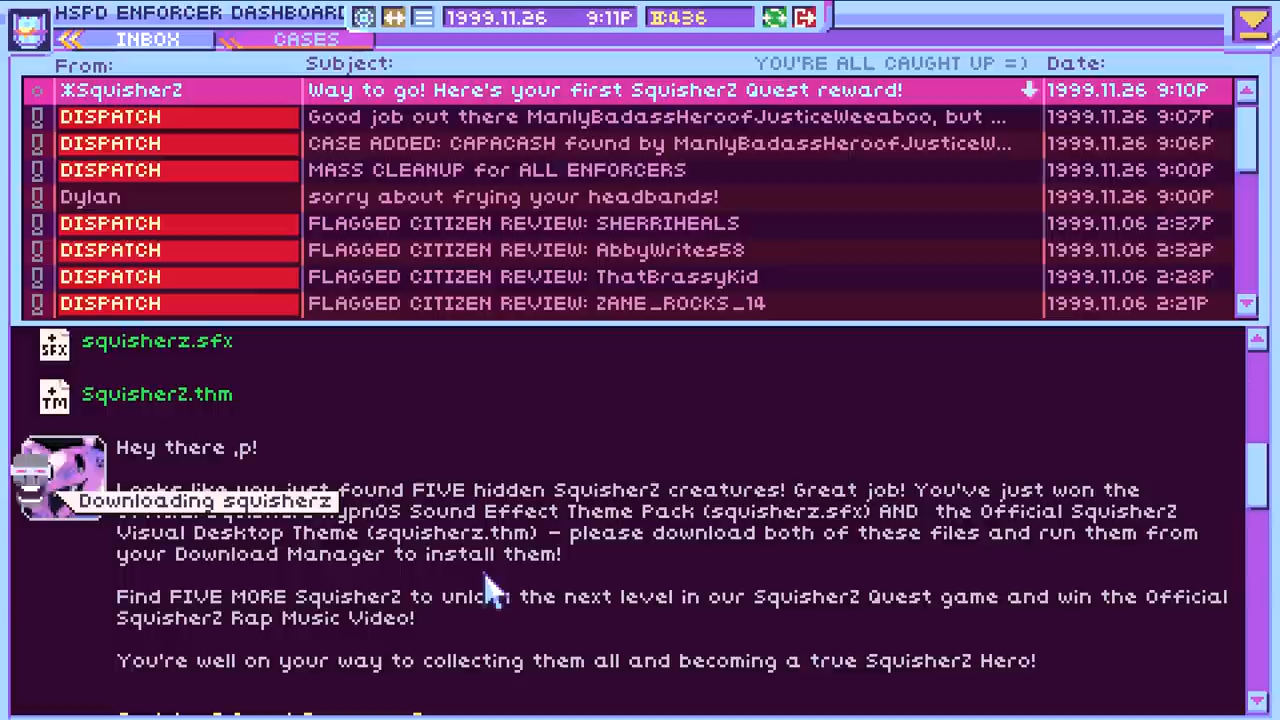 HSPD ENFORCER DASHBOARD
1999.11.26 9:11P 436
INBOX CASES
From: Subject: YOU'RE ALL CAUGHT UP =) Date:
*SquisherZ Way to go! Here's your first SquisherZ Quest reward! 1999.11.26 9:10P
DISPATCH Good job out there ManlyBadassHeroofJusticeWeeaboo, but ... 1999.11.26 9:07P
DISPATCH CASE ADDED: CAPACASH found by ManlyBadassHeroofJusticeW... 1999.11.26 9:06P
DISPATCH MASS CLEANUP for ALL ENFORCERS 1999.11.26 9:00P
Dylan sorry about frying your headbands! 1999.11.26 9:00P
DISPATCH FLAGGED CITIZEN REVIEW: SHERRIHEALS 1999.11.06 2:37P
DISPATCH FLAGGED CITIZEN REVIEW: AbbyWrites58 1999.11.06 2:32P
DISPATCH FLAGGED CITIZEN REVIEW: ThatBrassyKid 1999.11.06 2:28P
DISPATCH FLAGGED CITIZEN REVIEW: ZANE_ROCKS_14 1999.11.06 2:21P
+ SFX squisherz.sfx
+ TM SquisherZ.thm
Hey there ,p!
Looks like you just found FIVE hidden SquisherZ creatures! Great job! You've just won the
Downloading squisherz
HypnOS Sound Effect Theme Pack (squisherz.sfx) AND the Official SquisherZ
Visual Desktop Theme (squisherz.thm) - please download both of these files and run them from
your Download Manager to install them!
Find FIVE MORE SquisherZ to unlock the next level in our SquisherZ Quest game and win the Official
SquisherZ Rap Music Video!
You're well on your way to collecting them all and becoming a true SquisherZ Hero!